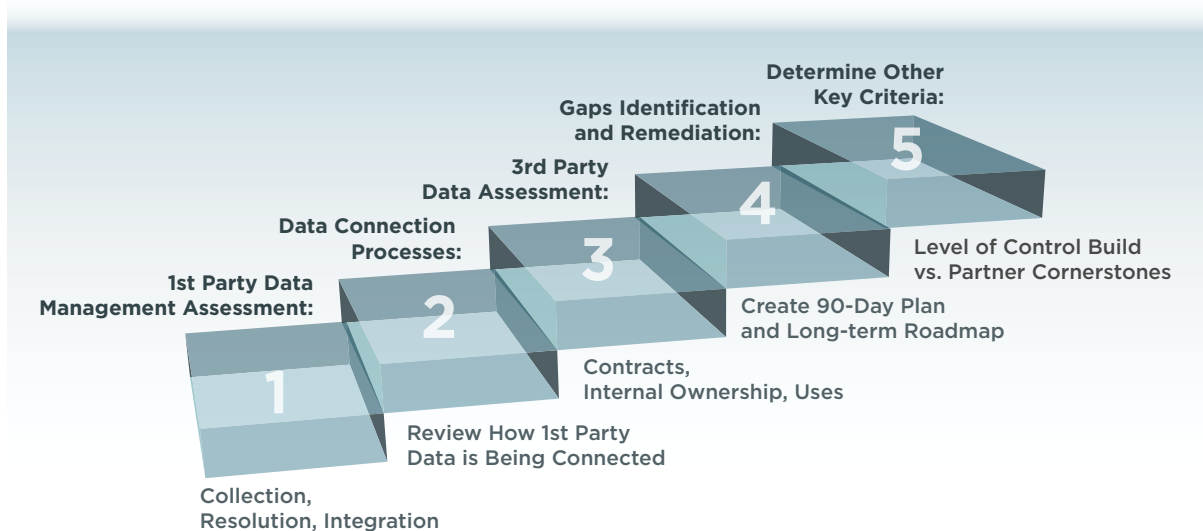 1
1st Party Data
Management Assessment:
Collection,
Resolution, Integration
2
Data Connection
Processes:
Review How 1st Party
Data is Being Connected
3
3rd Party
Data Assessment:
Contracts,
Internal Ownership, Uses
4
Gaps Identification
and Remediation:
Create 90-Day Plan
and Long-term Roadmap
5
Determine Other
Key Criteria:
Level of Control Build
vs. Partner Cornerstones